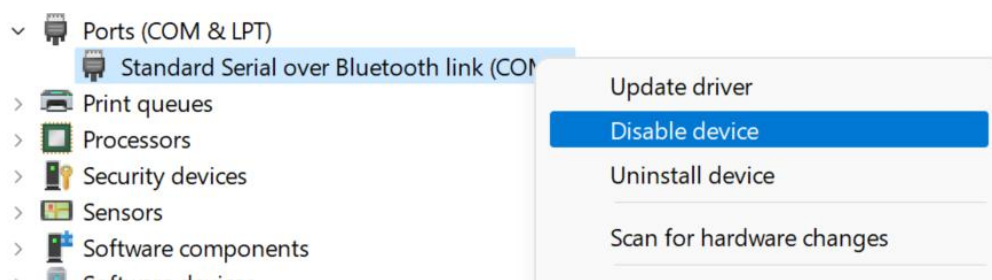 Ports (COM & LPT)
Standard Serial over Bluetooth link
Print queues
Processors
Security devices
Sensors
Software components
Update driver
Disable device
Uninstall device
Scan for hardware changes